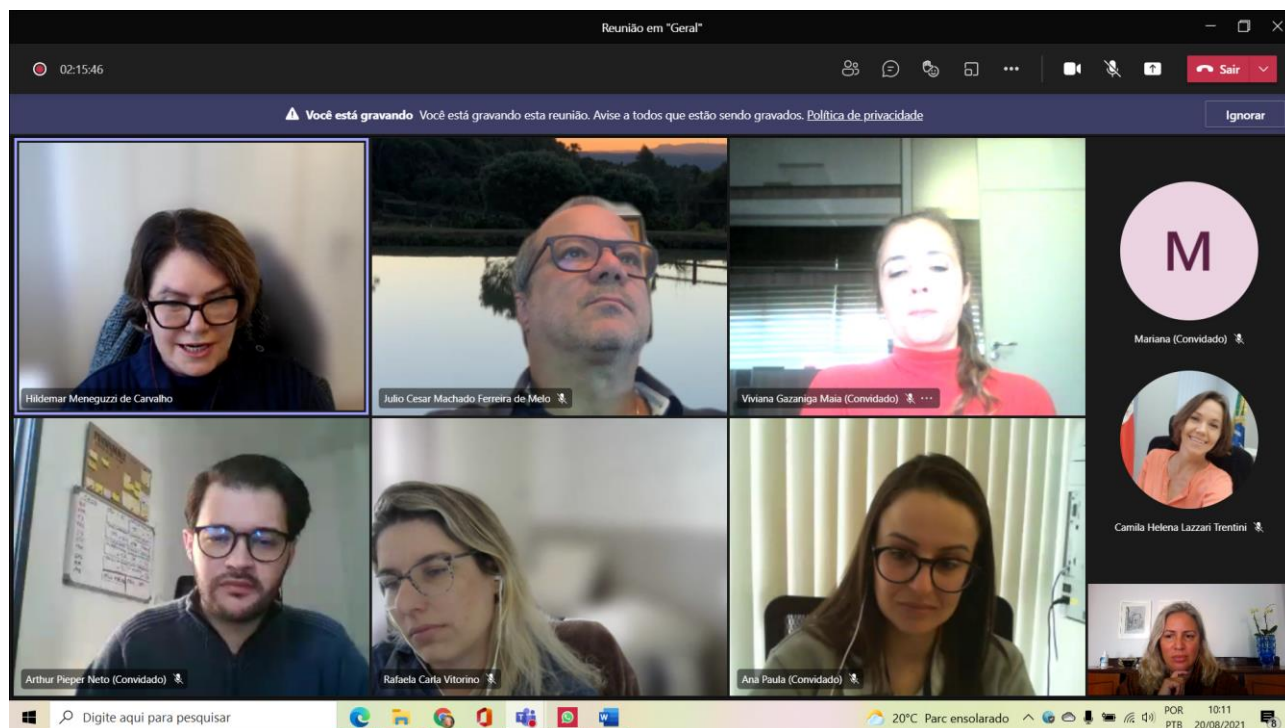 Reunião em "Geral"
02:15:46
Sair
Você está gravando Você está gravando esta reunião. Avise a todos que estão sendo gravados. Política de privacidade
Ignorar
Hildemar Meneguzzi de Carvalho
Julio Cesar Machado Ferreira de Melo
Viviana Gazaniga Maia (Convidado)
M
Mariana (Convidado)
Camila Helena Lazzari Trentini
Arthur Pieper Neto (Convidado)
Rafaela Carla Vitorino
Ana Paula (Convidado)
Digite aqui para pesquisar
20°C Parc ensolarado
POR
PTB
10:11
20/08/2021